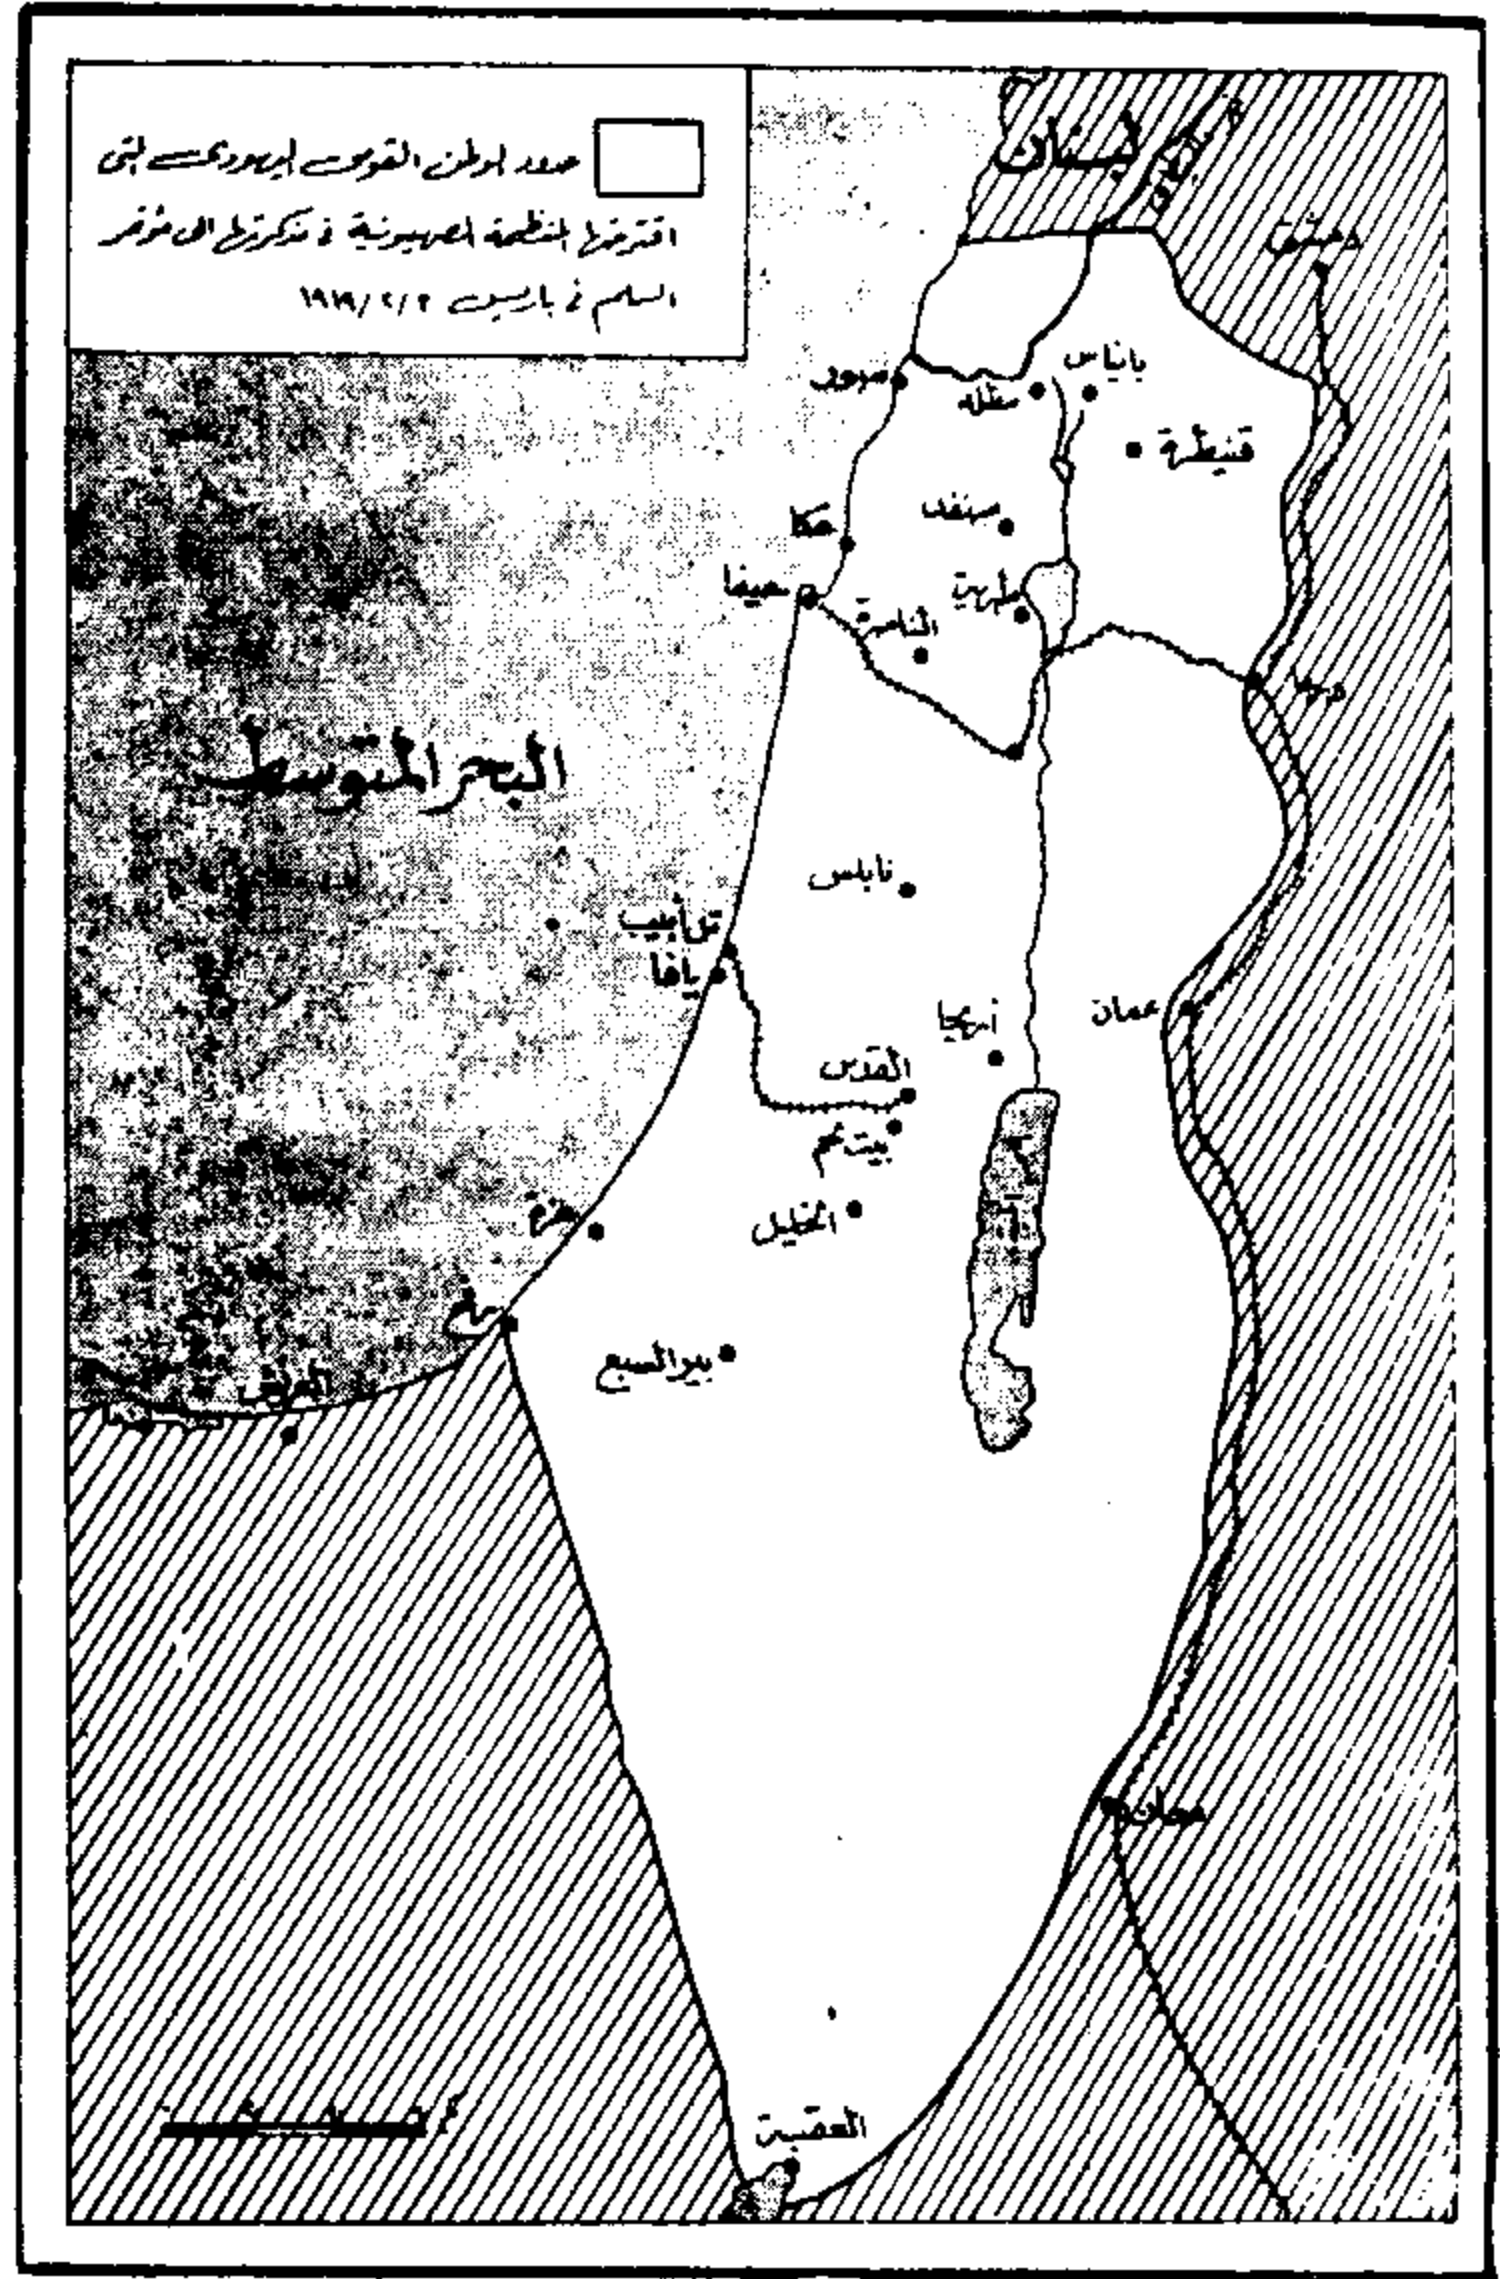 حدود الوطن القومي اليهودي التي
اقترحتها المنظمة الصهيونية في مذكرتها الى مؤتمر
السلم في باريس ١٩١٩/٢/٣
لبنان
دمشق
بانياس
صور
مطله
قنيطرة
صفد
عكا
حيفا
طبرية
الناصرة
درعا
البحر المتوسط
نابلس
تل أبيب
يافا
أريحا
عمان
القدس
بيت لحم
الخليل
غزة
رفح
بير السبع
العريش
معان
العقبة